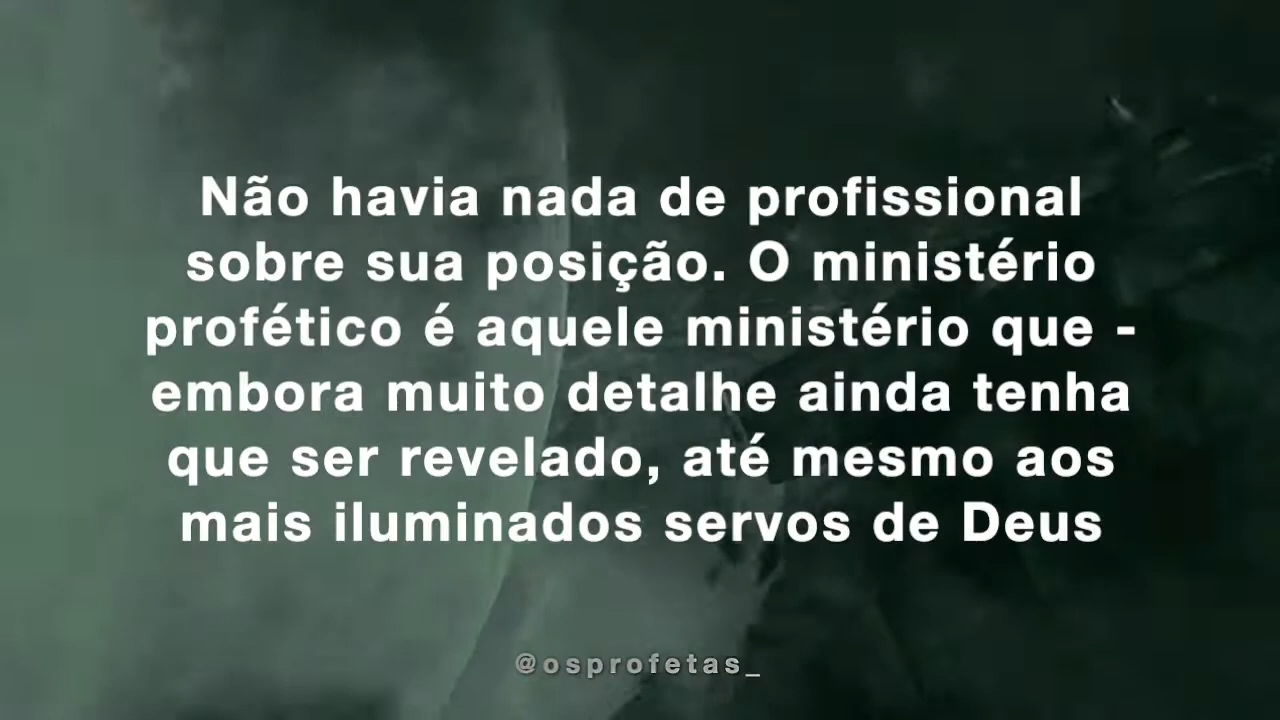 Não havia nada de profissional
sobre sua posição. O ministério
profético é aquele ministério que -
embora muito detalhe ainda tenha
que ser revelado, até mesmo aos
mais iluminados servos de Deus
@osprofetas_